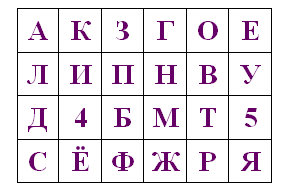 А К З Г О Е
Л И П Н В У
Д 4 Б М Т 5
С Ё Ф Ж Р Я